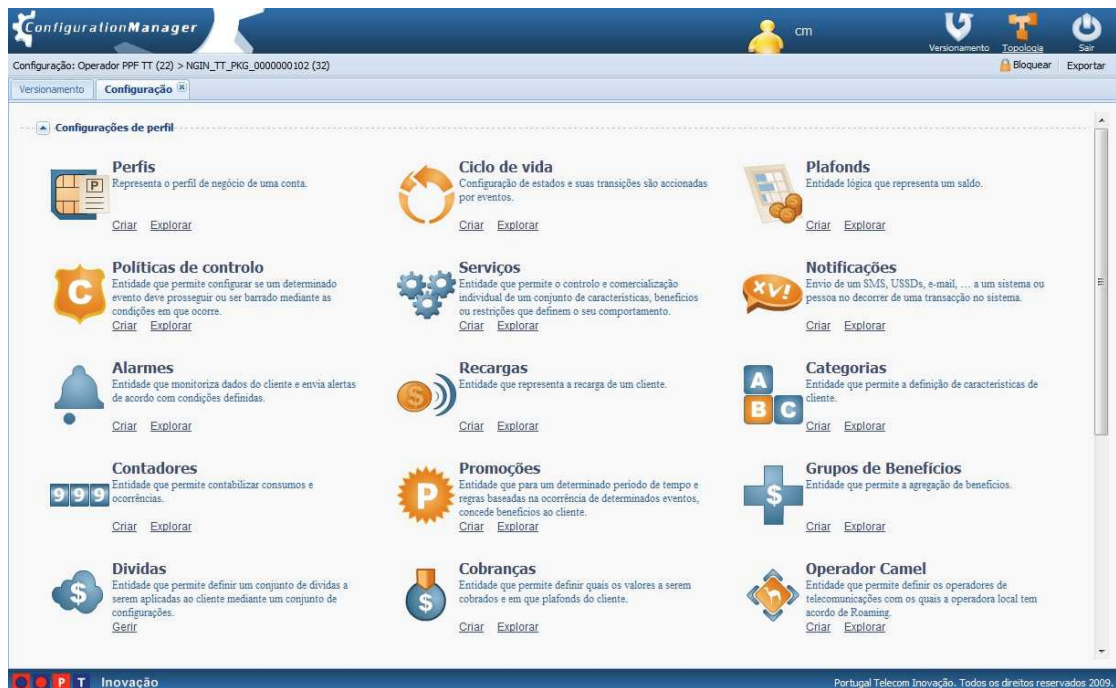 ConfigurationManager
cm
Versionamento Topologia Sair
Configuração: Operador PPF TT (22) > NGIN_TT_PKG_0000000102 (32)
Bloquear Exportar
Versionamento Configuração
Configurações de perfil
Perfis
Representa o perfil de negócio de uma conta.
Criar Explorar
Ciclo de vida
Configuração de estados e suas transições são accionadas
por eventos.
Criar Explorar
Plafonds
Entidade lógica que representa um saldo.
Criar Explorar
C
Políticas de controlo
Entidade que permite configurar se um determinado
evento deve prosseguir ou ser barrado mediante as
condições em que ocorre.
Criar Explorar
Serviços
Entidade que permite o controlo e comercialização
individual de um conjunto de características, benefícios
ou restrições que definem o seu comportamento.
Criar Explorar
XV!
Notificações
Envio de um SMS, USSDs, e-mail, … a um sistema ou
pessoa no decorrer de uma transacção no sistema.
Criar Explorar
Alarmes
Entidade que monitoriza dados do cliente e envia alertas
de acordo com condições definidas.
Criar Explorar
$
Recargas
Entidade que representa a recarga de um cliente.
Criar Explorar
A
B C
Categorias
Entidade que permite a definição de características de
cliente.
Criar Explorar
9 9 9
Contadores
Entidade que permite contabilizar consumos e
ocorrências.
Criar Explorar
P
Promoções
Entidade que para um determinado periodo de tempo e
regras baseadas na ocorrência de determinados eventos,
concede benefícios ao cliente.
Criar Explorar
$
Grupos de Benefícios
Entidade que permite a agregação de benefícios.
Criar Explorar
$
Dividas
Entidade que permite definir um conjunto de dividas a
serem aplicadas ao cliente mediante um conjunto de
configurações.
Gerir
$
Cobranças
Entidade que permite definir quais os valores a serem
cobrados e em que plafonds do cliente.
Criar Explorar
Operador Camel
Entidade que permite definir os operadores de
telecomunicações com os quais a operadora local tem
acordo de Roaming.
Criar Explorar
P T Inovação
Portugal Telecom Inovação. Todos os direitos reservados 2009.